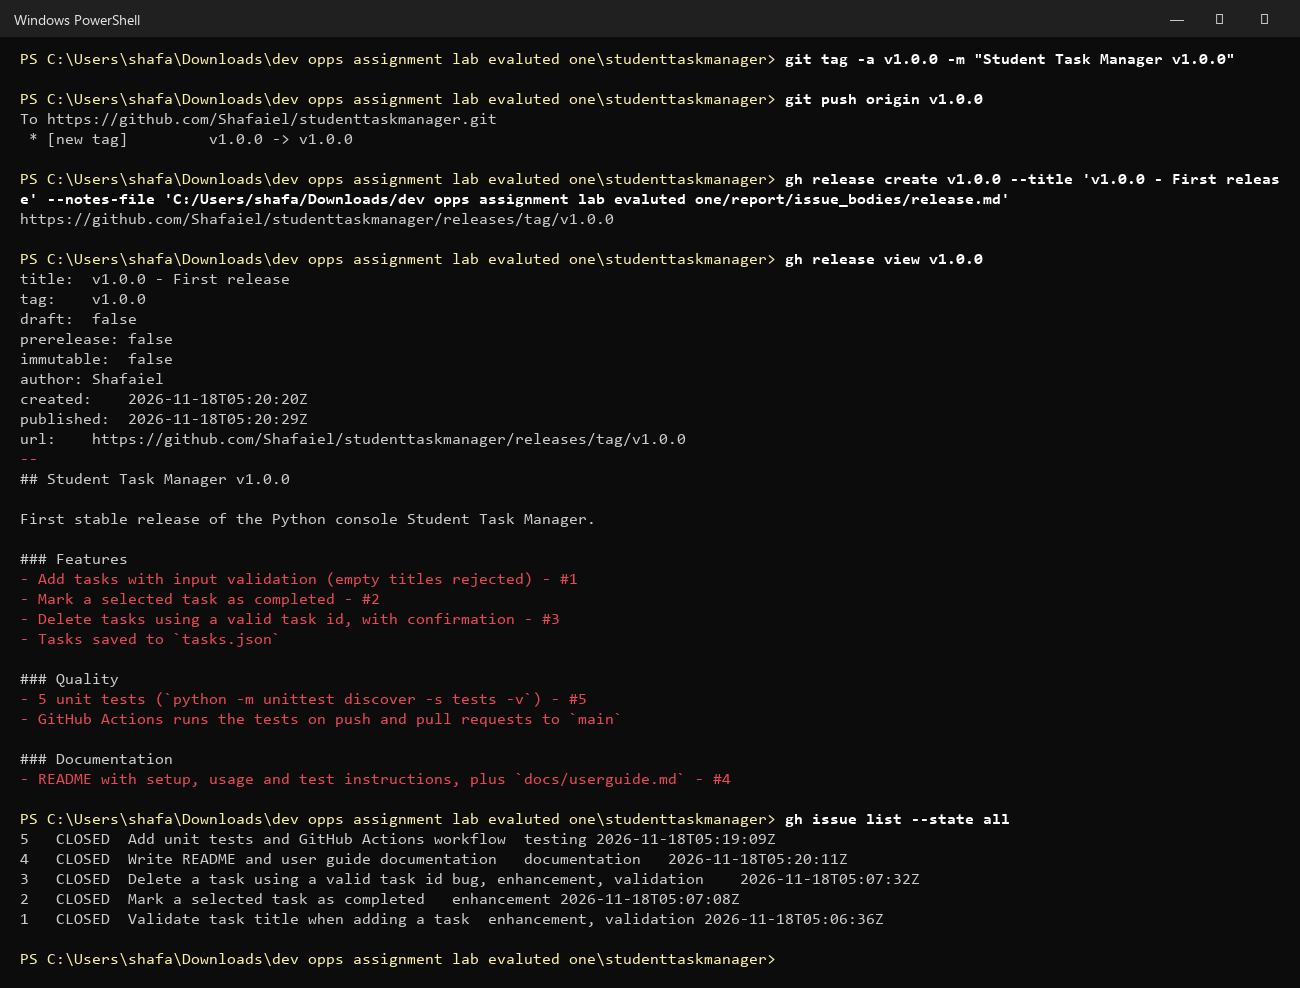 Windows PowerShell
PS C:\Users\shafa\Downloads\dev opps assignment lab evaluted one\studenttaskmanager> git tag -a v1.0.0 -m "Student Task Manager v1.0.0"
PS C:\Users\shafa\Downloads\dev opps assignment lab evaluted one\studenttaskmanager> git push origin v1.0.0
To https://github.com/Shafaiel/studenttaskmanager.git
 * [new tag]         v1.0.0 -> v1.0.0
PS C:\Users\shafa\Downloads\dev opps assignment lab evaluted one\studenttaskmanager> gh release create v1.0.0 --title 'v1.0.0 - First releas
e' --notes-file 'C:/Users/shafa/Downloads/dev opps assignment lab evaluted one/report/issue_bodies/release.md'
https://github.com/Shafaiel/studenttaskmanager/releases/tag/v1.0.0
PS C:\Users\shafa\Downloads\dev opps assignment lab evaluted one\studenttaskmanager> gh release view v1.0.0
title:  v1.0.0 - First release
tag:    v1.0.0
draft:  false
prerelease: false
immutable:  false
author: Shafaiel
created:    2026-11-18T05:20:20Z
published:  2026-11-18T05:20:29Z
url:    https://github.com/Shafaiel/studenttaskmanager/releases/tag/v1.0.0
--
## Student Task Manager v1.0.0
First stable release of the Python console Student Task Manager.
### Features
- Add tasks with input validation (empty titles rejected) - #1
- Mark a selected task as completed - #2
- Delete tasks using a valid task id, with confirmation - #3
- Tasks saved to `tasks.json`
### Quality
- 5 unit tests (`python -m unittest discover -s tests -v`) - #5
- GitHub Actions runs the tests on push and pull requests to `main`
### Documentation
- README with setup, usage and test instructions, plus `docs/userguide.md` - #4
PS C:\Users\shafa\Downloads\dev opps assignment lab evaluted one\studenttaskmanager> gh issue list --state all
5   CLOSED  Add unit tests and GitHub Actions workflow  testing 2026-11-18T05:19:09Z
4   CLOSED  Write README and user guide documentation   documentation   2026-11-18T05:20:11Z
3   CLOSED  Delete a task using a valid task id bug, enhancement, validation    2026-11-18T05:07:32Z
2   CLOSED  Mark a selected task as completed   enhancement 2026-11-18T05:07:08Z
1   CLOSED  Validate task title when adding a task  enhancement, validation 2026-11-18T05:06:36Z
PS C:\Users\shafa\Downloads\dev opps assignment lab evaluted one\studenttaskmanager>